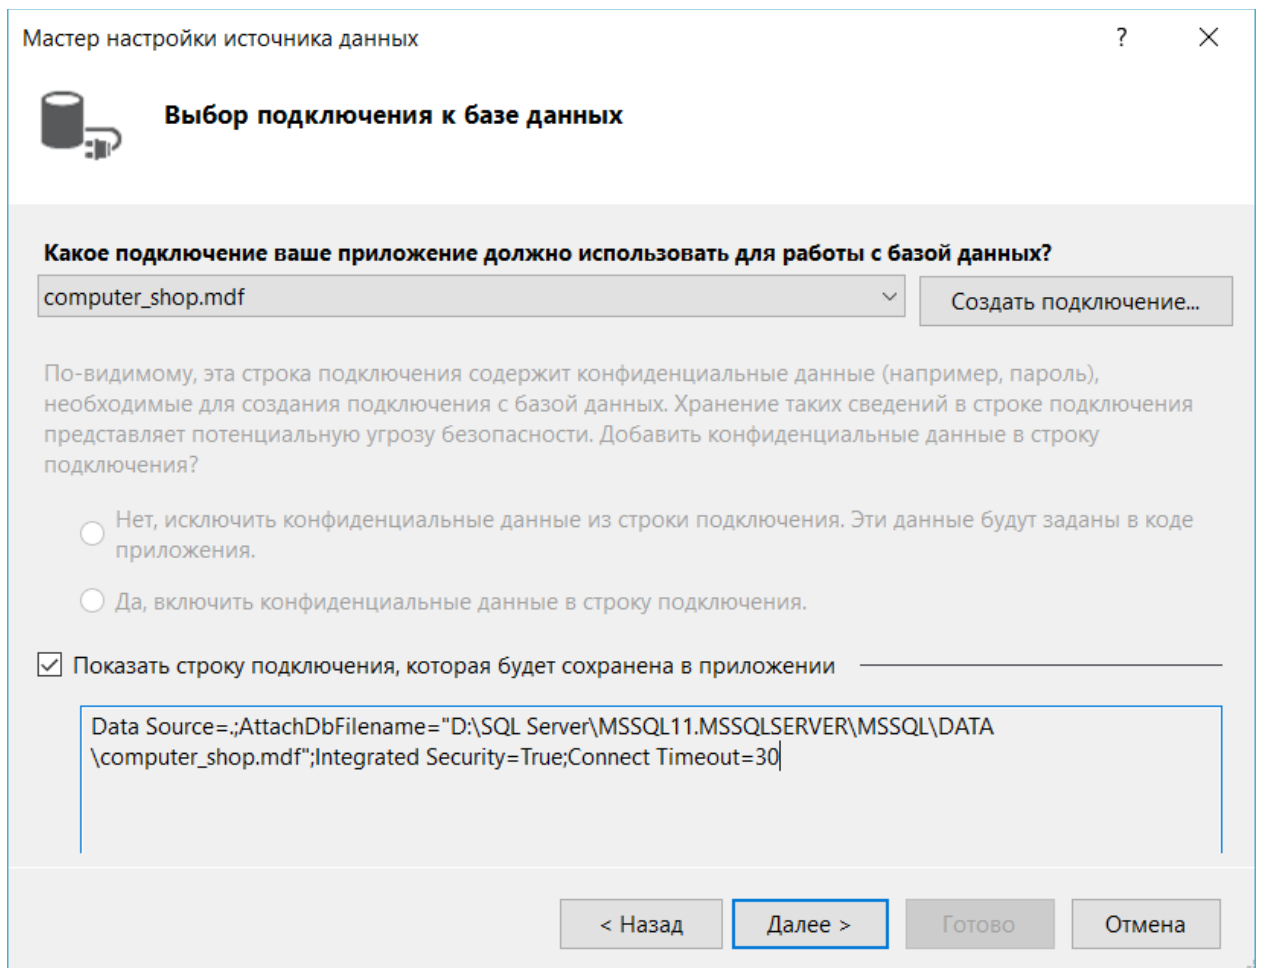 Мастер настройки источника данных
?
Выбор подключения к базе данных
Какое подключение ваше приложение должно использовать для работы с базой данных?
computer_shop.mdf
Создать подключение...
По-видимому, эта строка подключения содержит конфиденциальные данные (например, пароль),
необходимые для создания подключения с базой данных. Хранение таких сведений в строке подключения
представляет потенциальную угрозу безопасности. Добавить конфиденциальные данные в строку
подключения?
Нет, исключить конфиденциальные данные из строки подключения. Эти данные будут заданы в коде
приложения.
Да, включить конфиденциальные данные в строку подключения.
Показать строку подключения, которая будет сохранена в приложении
Data Source=.;AttachDbFilename="D:\SQL Server\MSSQL11.MSSQLSERVER\MSSQL\DATA
\computer_shop.mdf";Integrated Security=True;Connect Timeout=30
< Назад
Далее >
Готово
Отмена